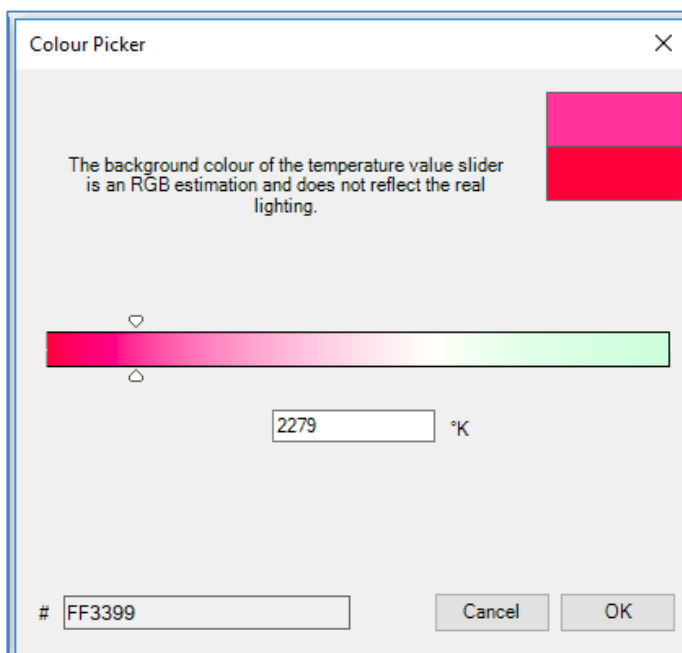 Colour Picker
The background colour of the temperature value slider
is an RGB estimation and does not reflect the real
lighting.
2279 °K
# FF3399 Cancel OK